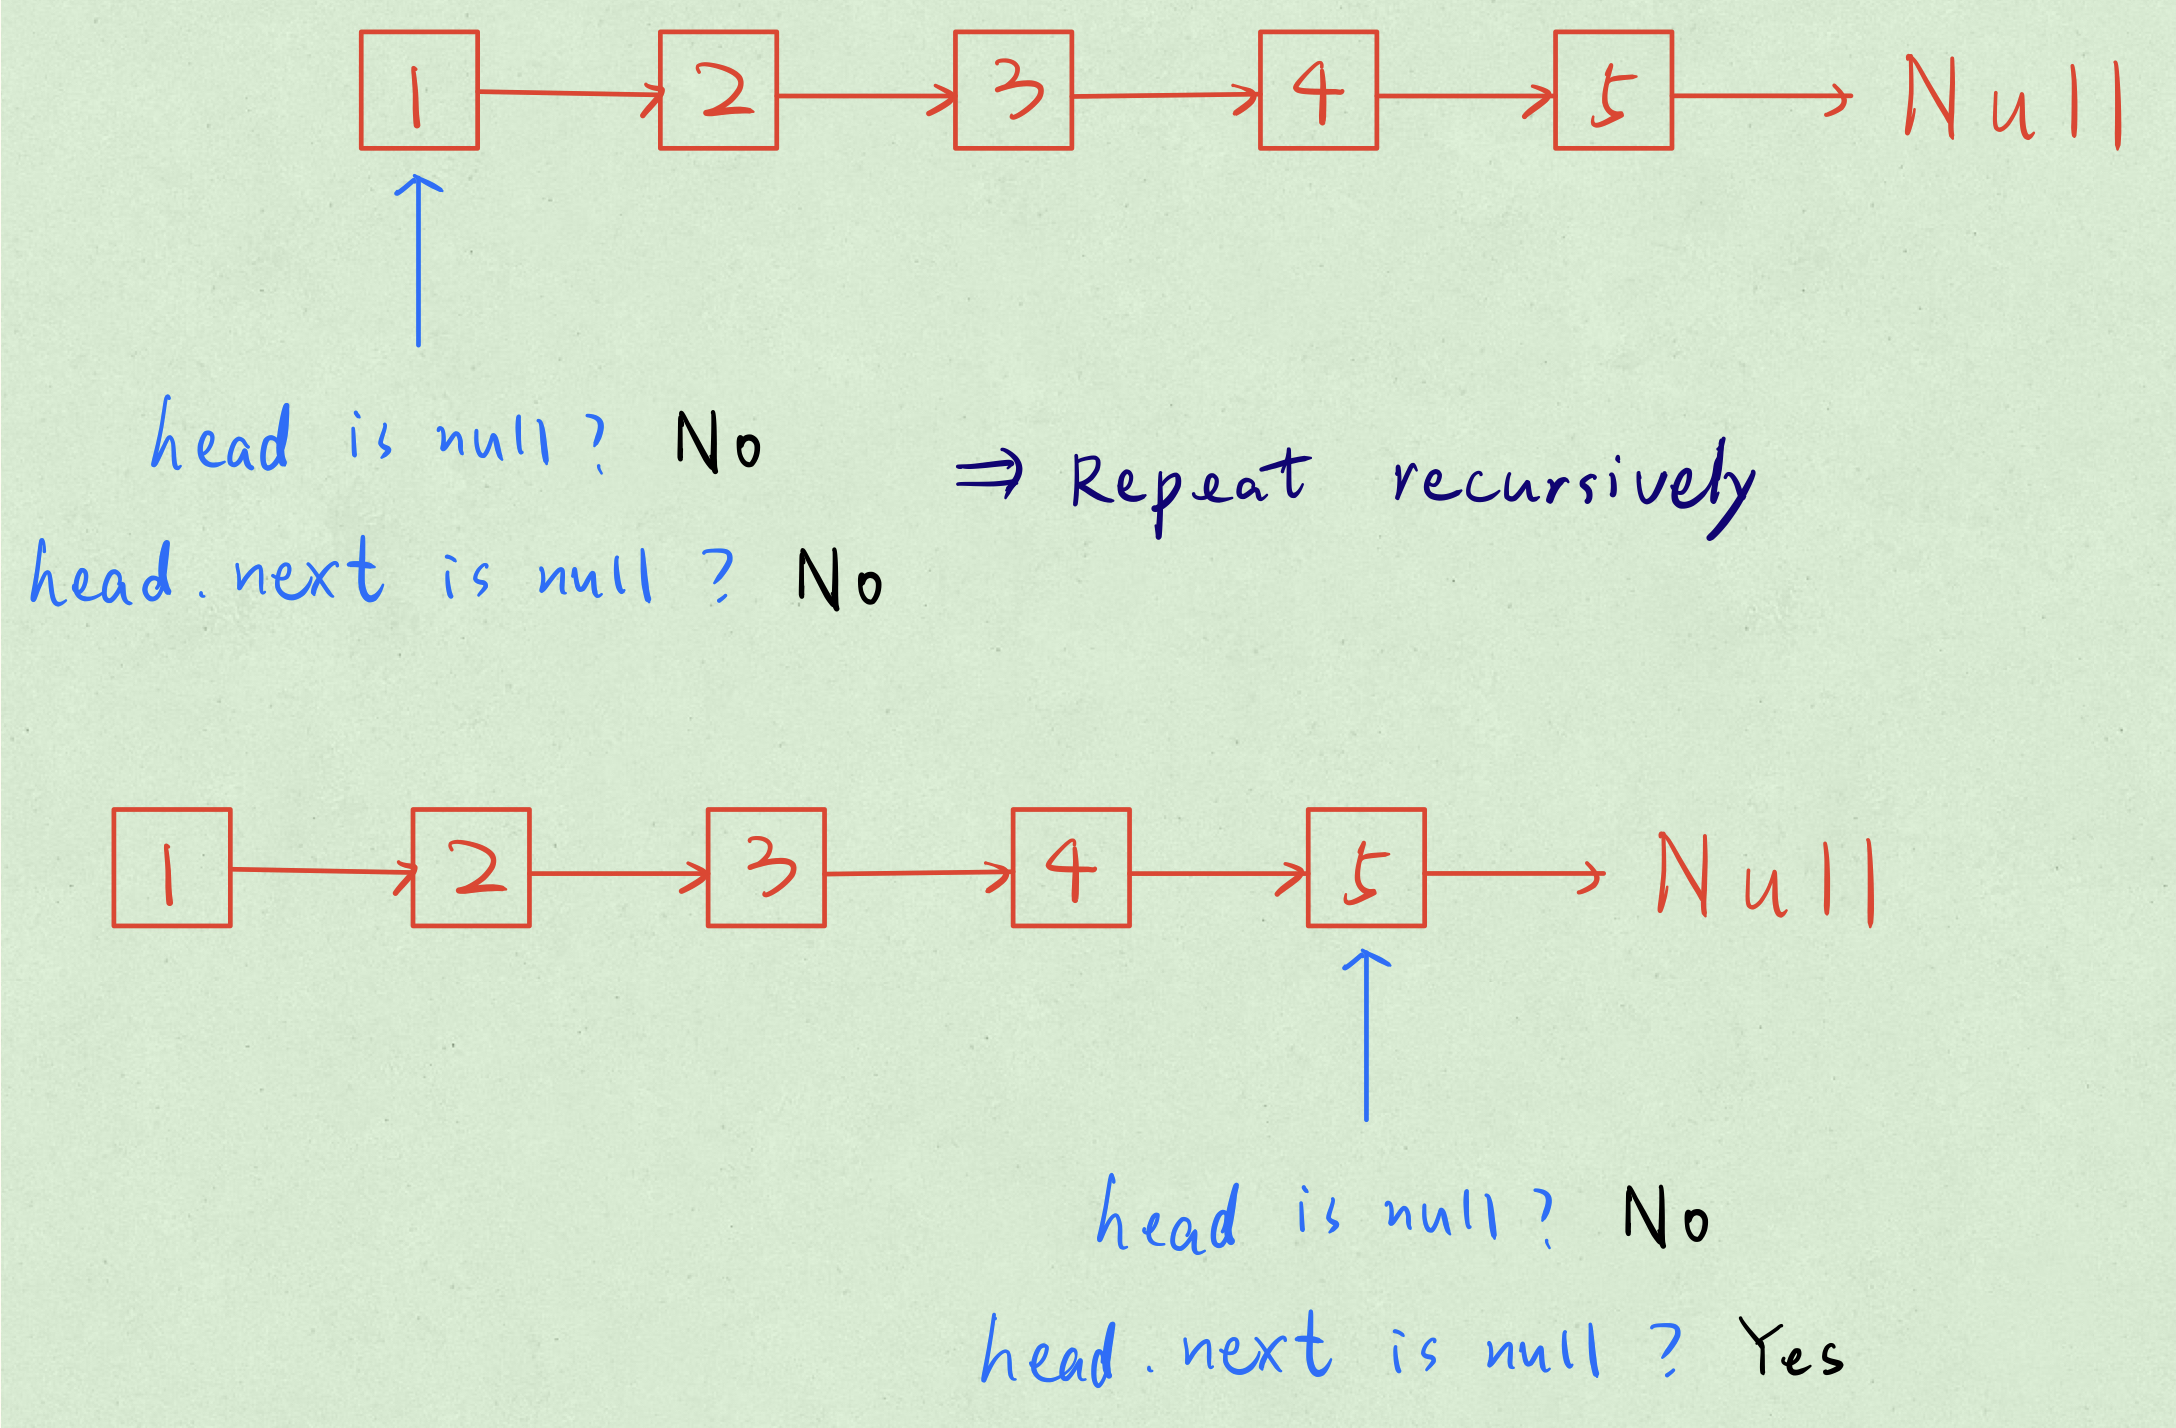 1 2 3 4 5 Null
head is null? No
⇒ Repeat recursively
head.next is null? No
1 2 3 4 5 Null
head is null? No
head.next is null? Yes